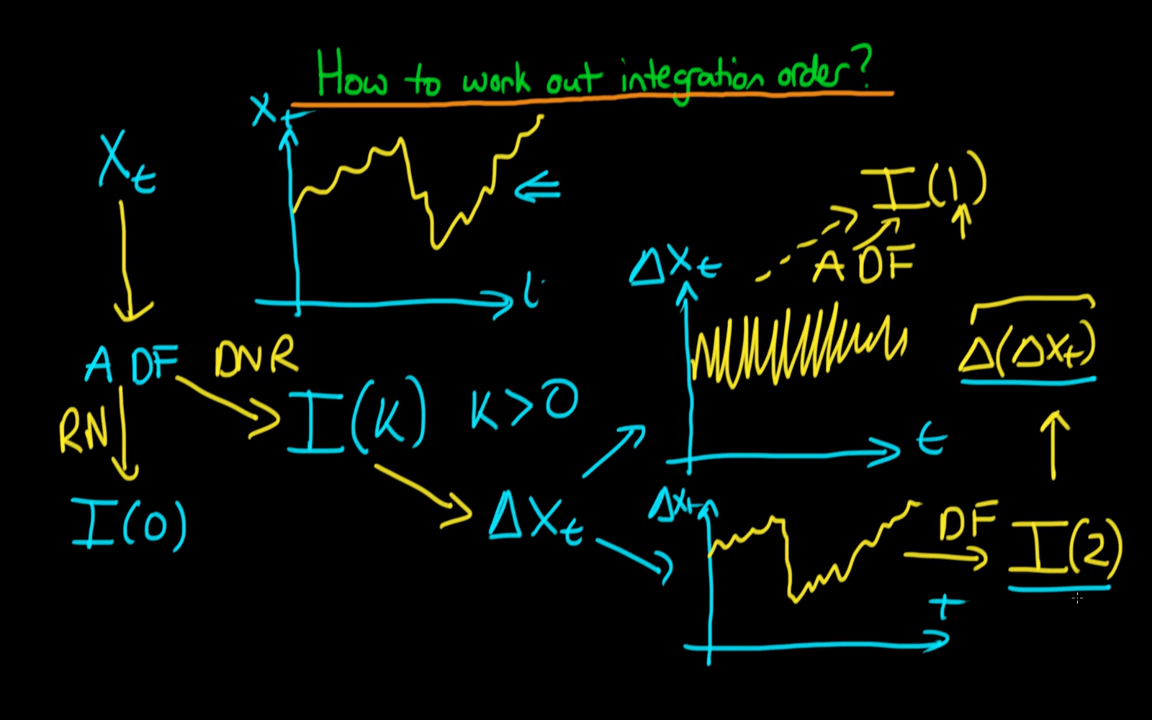 How to work out integration order?
Xt
Xt
t
ADF
DNR
RN
I(0)
I(K) K>0
ΔXt
ΔXt
t
ADF
I(1)
ΔXt
t
DF
I(2)
Δ(ΔXt)